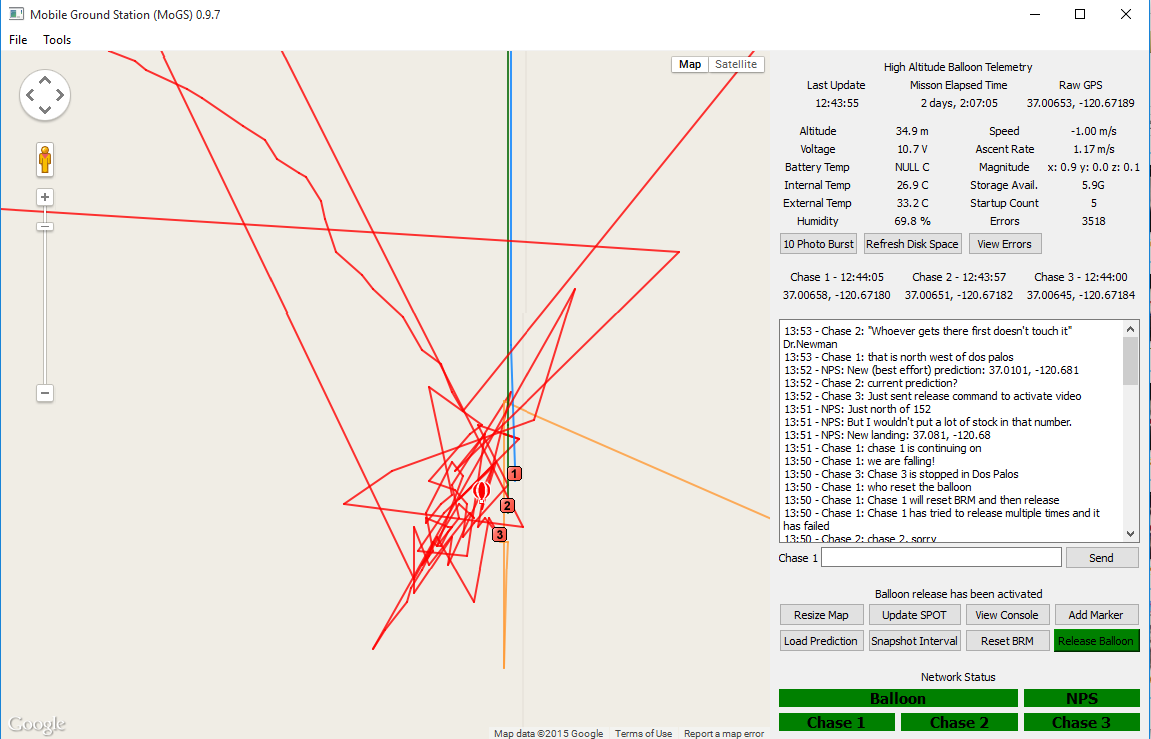 Mobile Ground Station (MoGS) 0.9.7
File Tools
Map Satellite
High Altitude Balloon Telemetry
Last Update Misson Elapsed Time Raw GPS
12:43:55 2 days, 2:07:05 37.00653, -120.67189
Altitude 34.9 m Speed -1.00 m/s
Voltage 10.7 V Ascent Rate 1.17 m/s
Battery Temp NULL C Magnitude x: 0.9 y: 0.0 z: 0.1
Internal Temp 26.9 C Storage Avail. 5.9G
External Temp 33.2 C Startup Count 5
Humidity 69.8 % Errors 3518
10 Photo Burst Refresh Disk Space View Errors
Chase 1 - 12:44:05 Chase 2 - 12:43:57 Chase 3 - 12:44:00
37.00658, -120.67180 37.00651, -120.67182 37.00645, -120.67184
13:53 - Chase 2: "Whoever gets there first doesn't touch it"
Dr.Newman
13:53 - Chase 1: that is north west of dos palos
13:52 - NPS: New (best effort) prediction: 37.0101, -120.681
13:52 - Chase 2: current prediction?
13:52 - Chase 3: Just sent release command to activate video
13:51 - NPS: Just north of 152
13:51 - NPS: But I wouldn't put a lot of stock in that number.
13:51 - NPS: New landing: 37.081, -120.68
13:51 - Chase 1: chase 1 is continuing on
13:50 - Chase 1: we are falling!
13:50 - Chase 3: Chase 3 is stopped in Dos Palos
13:50 - Chase 1: who reset the balloon
13:50 - Chase 1: Chase 1 will reset BRM and then release
13:50 - Chase 1: Chase 1 has tried to release multiple times and it
has failed
13:50 - Chase 2: chase 2, sorry
1
2
3
Chase 1 Send
Balloon release has been activated
Resize Map Update SPOT View Console Add Marker
Load Prediction Snapshot Interval Reset BRM Release Balloon
Network Status
Balloon NPS
Chase 1 Chase 2 Chase 3
Google
Map data ©2015 Google Terms of Use Report a map error